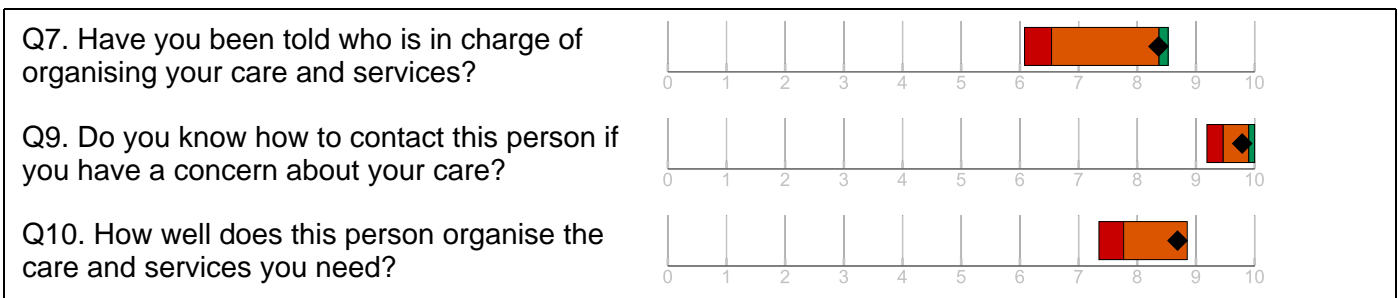 Q7. Have you been told who is in charge of
organising your care and services?
0 1 2 3 4 5 6 7 8 9 10
Q9. Do you know how to contact this person if
you have a concern about your care?
0 1 2 3 4 5 6 7 8 9 10
Q10. How well does this person organise the
care and services you need?
0 1 2 3 4 5 6 7 8 9 10